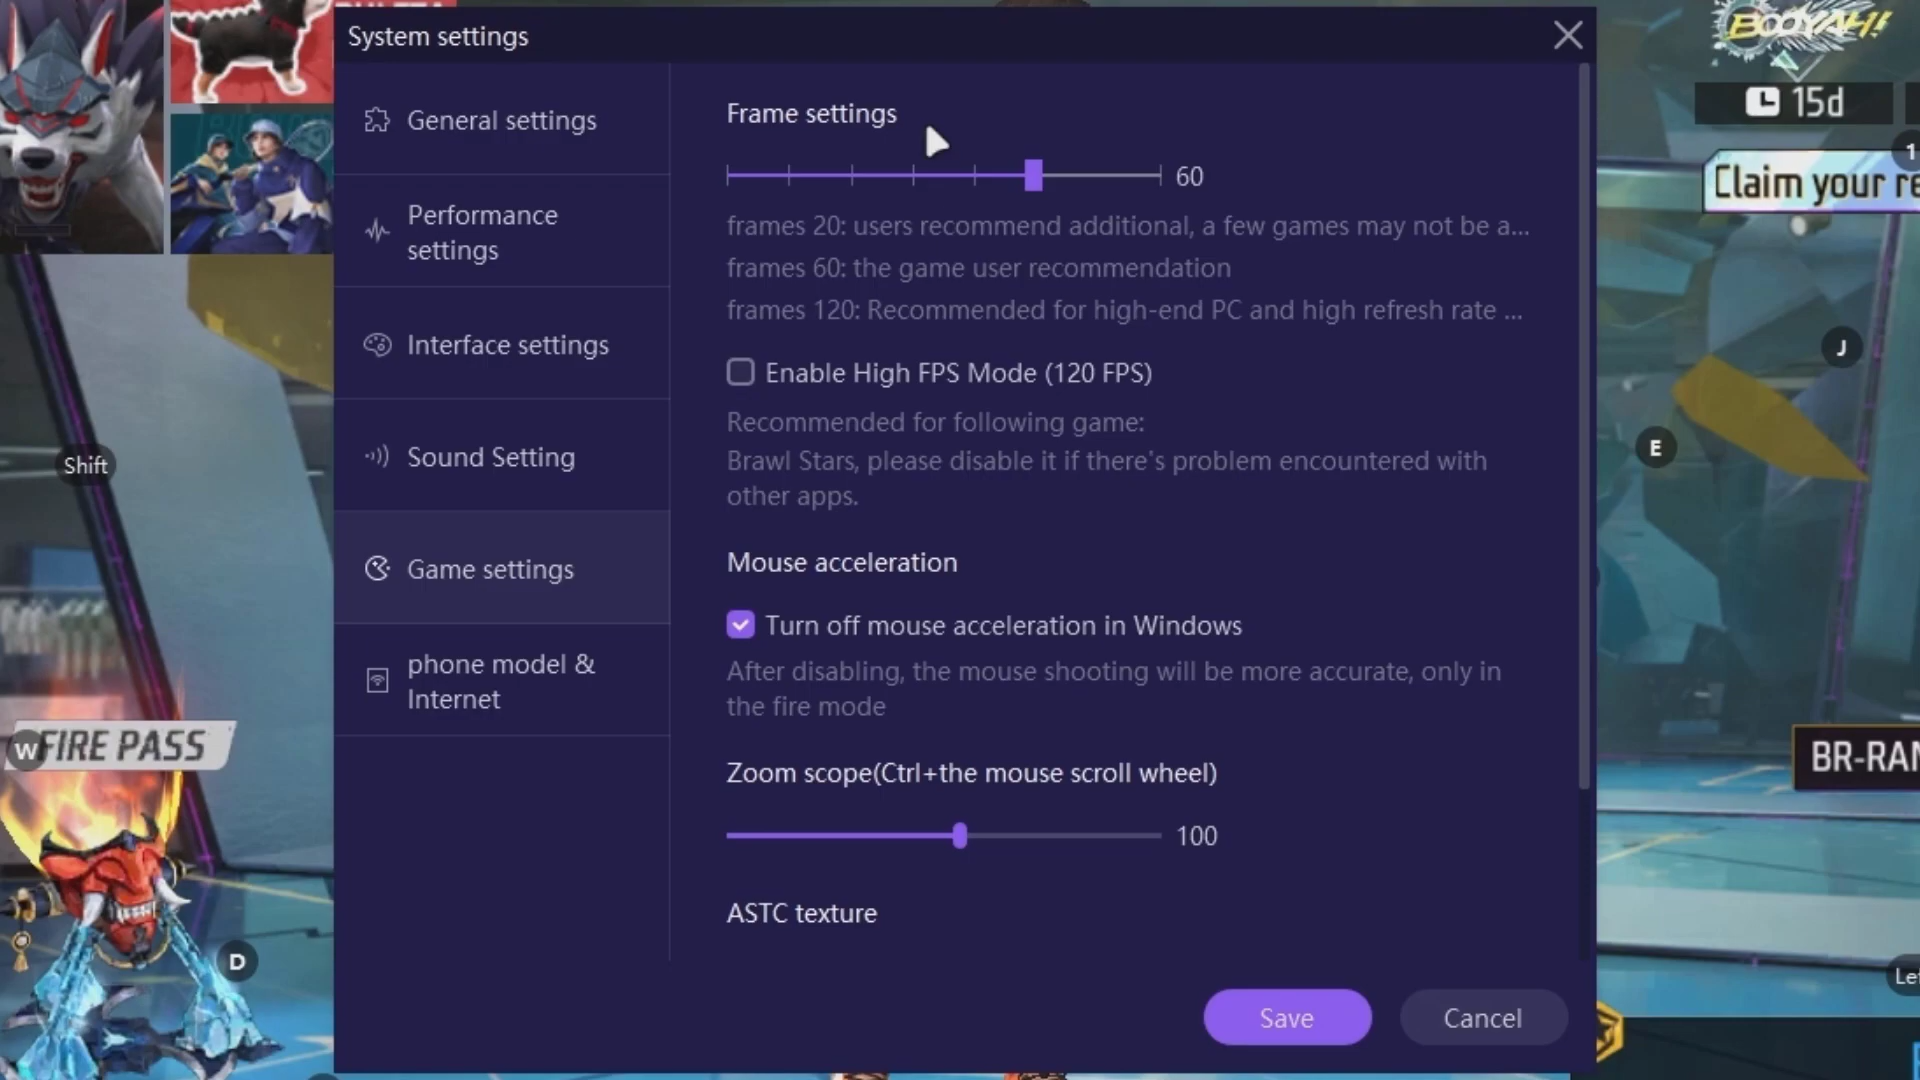 System settings
General settings
Performance
settings
Interface settings
Sound Setting
Game settings
phone model &
Internet
Frame settings
60
frames 20: users recommend additional, a few games may not be a...
frames 60: the game user recommendation
frames 120: Recommended for high-end PC and high refresh rate ...
Enable High FPS Mode (120 FPS)
Recommended for following game:
Brawl Stars, please disable it if there's problem encountered with
other apps.
Mouse acceleration
Turn off mouse acceleration in Windows
After disabling, the mouse shooting will be more accurate, only in
the fire mode
Zoom scope(Ctrl+the mouse scroll wheel)
100
ASTC texture
Save
Cancel
Shift
W
FIRE PASS
D
BOOYAH!
15d
1
Claim your re
J
E
BR-RAN
Lef